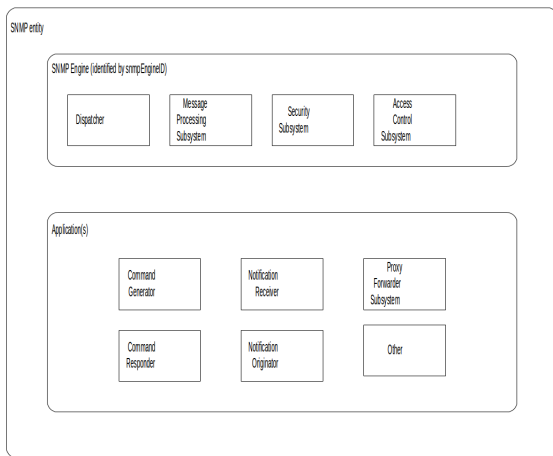 SNMP entity
SNMP Engine (identified by snmpEngineID)
Dispatcher
Message
Processing
Subsystem
Security
Subsystem
Access
Control
Subsystem
Application(s)
Command
Generator
Notification
Receiver
Proxy
Forwarder
Subsystem
Command
Responder
Notification
Originator
Other